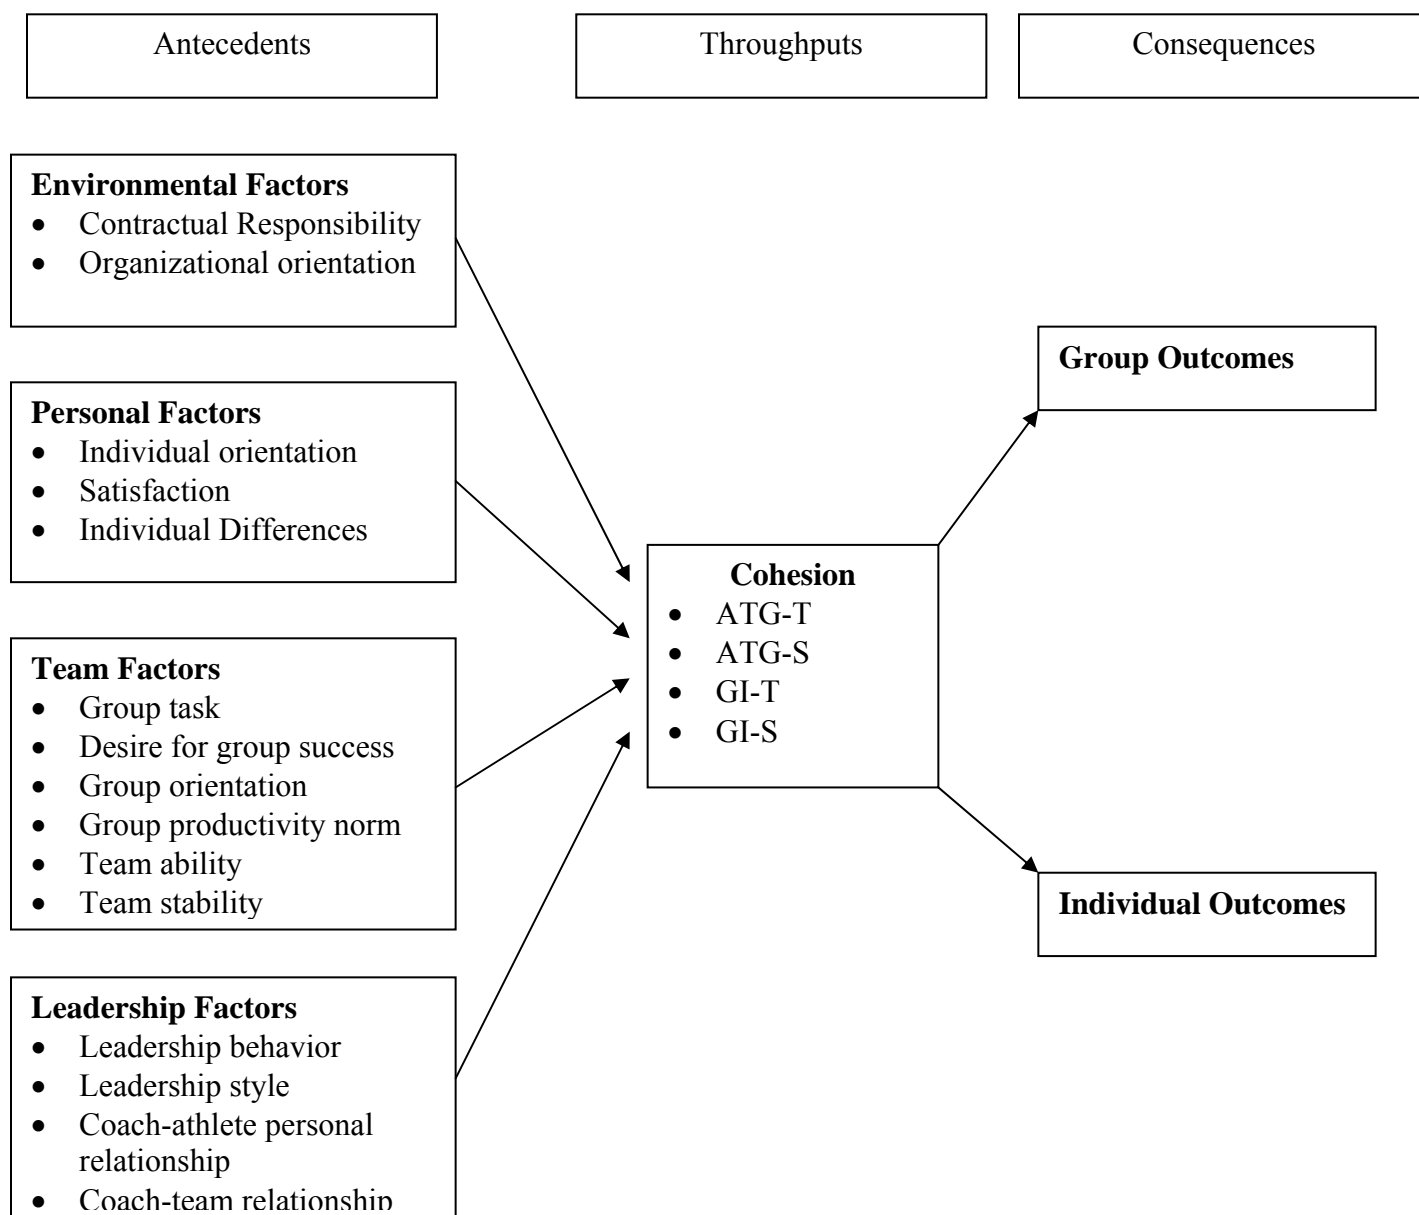 Antecedents
Throughputs
Consequences
Environmental Factors
• Contractual Responsibility
• Organizational orientation
Personal Factors
• Individual orientation
• Satisfaction
• Individual Differences
Team Factors
• Group task
• Desire for group success
• Group orientation
• Group productivity norm
• Team ability
• Team stability
Leadership Factors
• Leadership behavior
• Leadership style
• Coach-athlete personal
relationship
• Coach-team relationship
Cohesion
• ATG-T
• ATG-S
• GI-T
• GI-S
Group Outcomes
Individual Outcomes